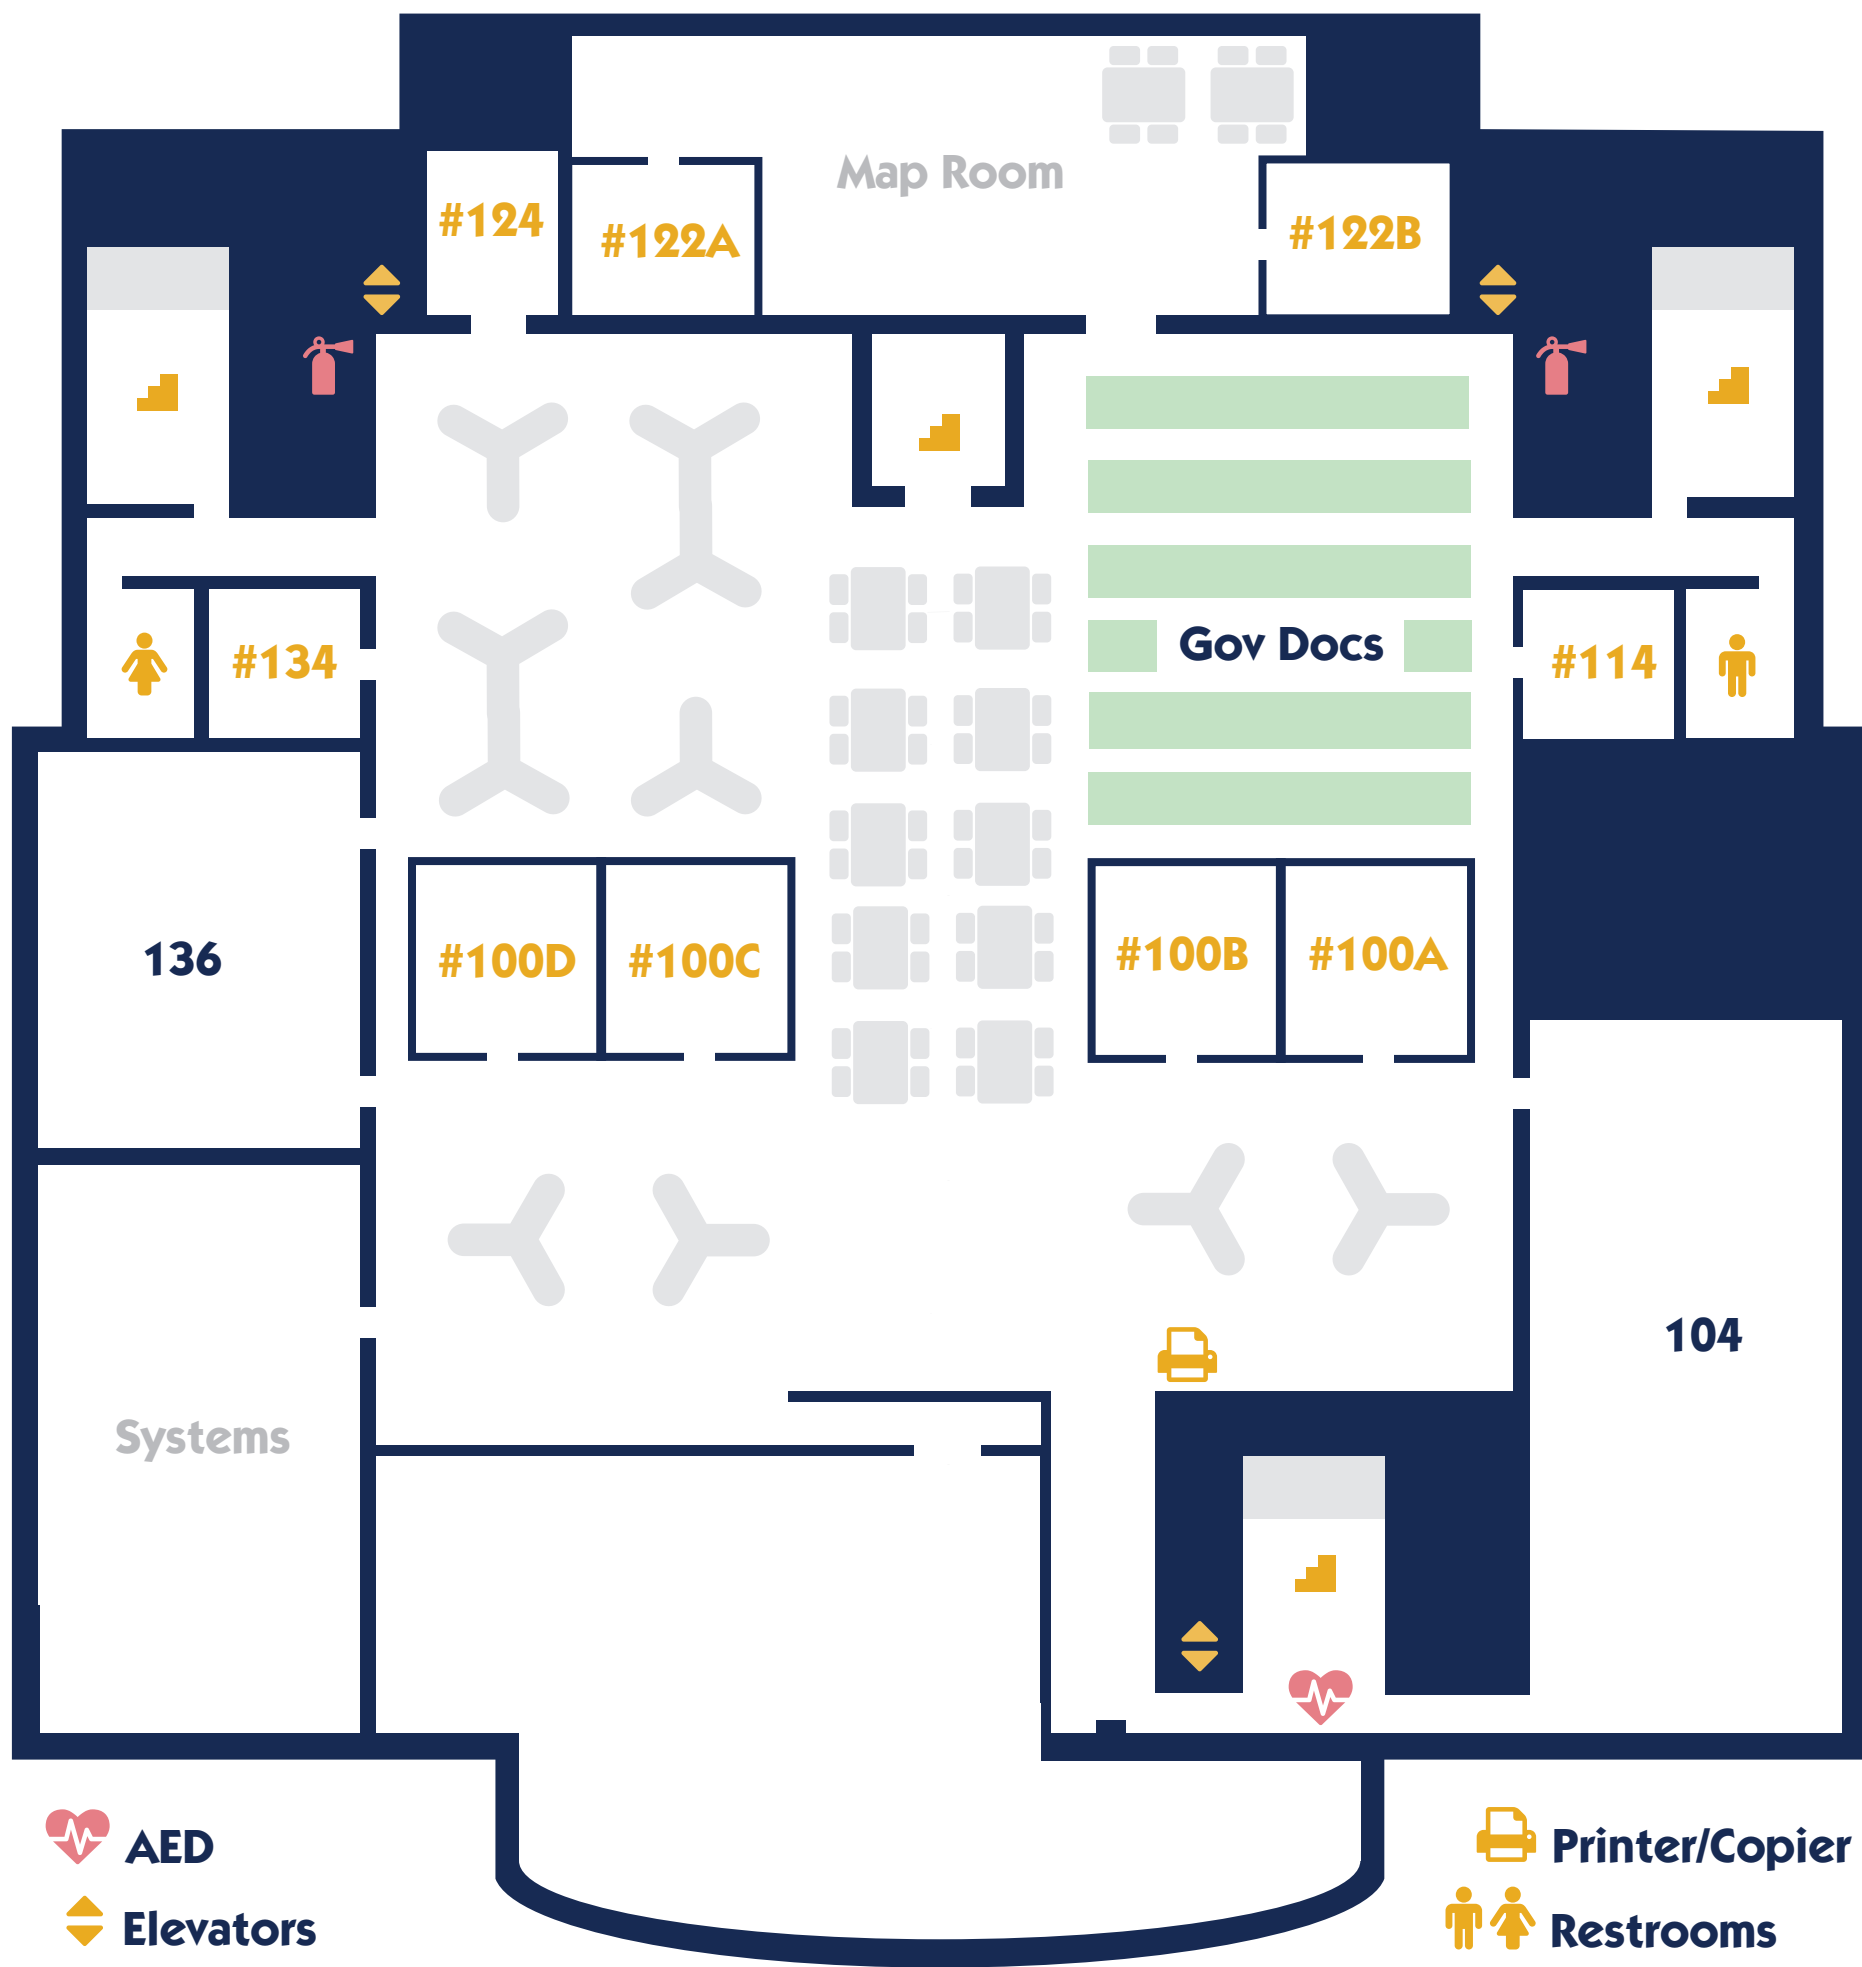 Map Room
#124
#122A
#122B
#134
Gov Docs
#114
136
#100D
#100C
#100B
#100A
104
Systems
AED
Printer/Copier
Elevators
Restrooms